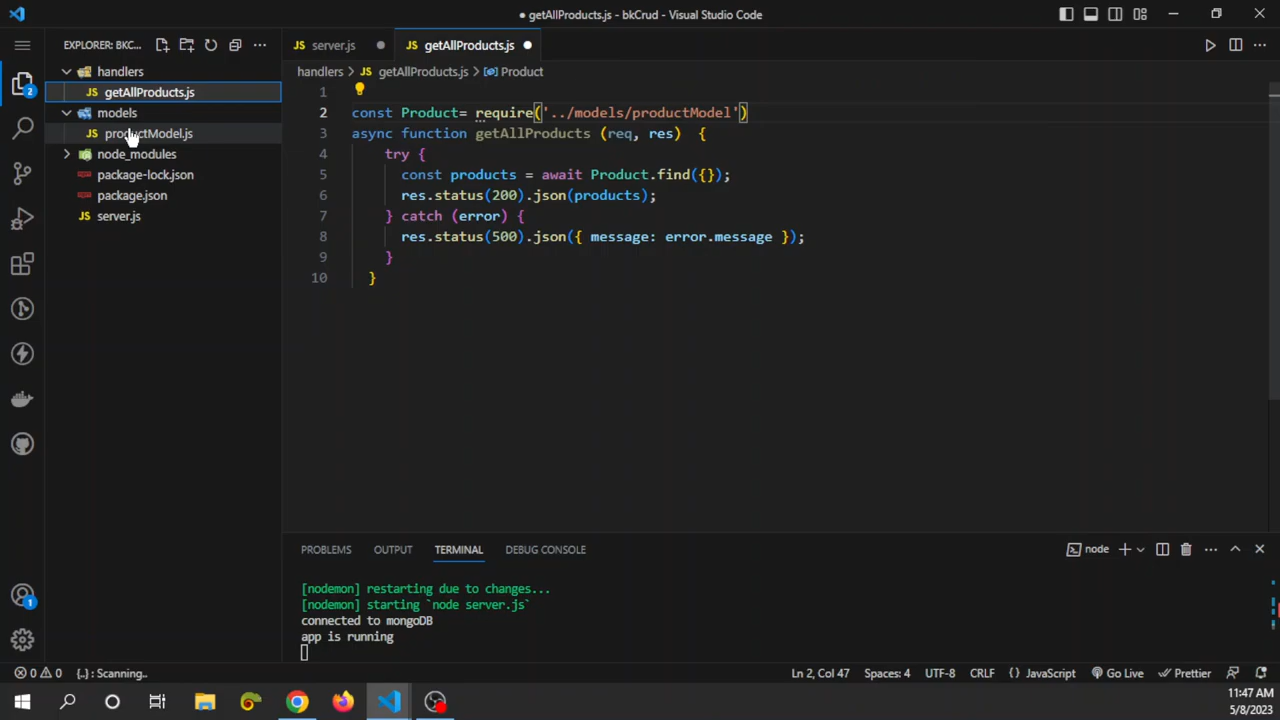 ● getAllProducts.js - bkCrud - Visual Studio Code
EXPLORER: BKC...
JS server.js ●
JS getAllProducts.js ●
handlers
JS getAllProducts.js
models
JS productModel.js
node_modules
package-lock.json
package.json
JS server.js
handlers > JS getAllProducts.js > Product
1
2 const Product= require('../models/productModel')
3 async function getAllProducts (req, res)  {
4 try {
5 const products = await Product.find({});
6 res.status(200).json(products);
7 } catch (error) {
8 res.status(500).json({ message: error.message });
9 }
10 }
2
1
PROBLEMS OUTPUT TERMINAL DEBUG CONSOLE
node
[nodemon] restarting due to changes...
[nodemon] starting `node server.js`
connected to mongoDB
app is running
0 0 {..} : Scanning..
Ln 2, Col 47 Spaces: 4 UTF-8 CRLF {} JavaScript Go Live Prettier
11:47 AM
5/8/2023